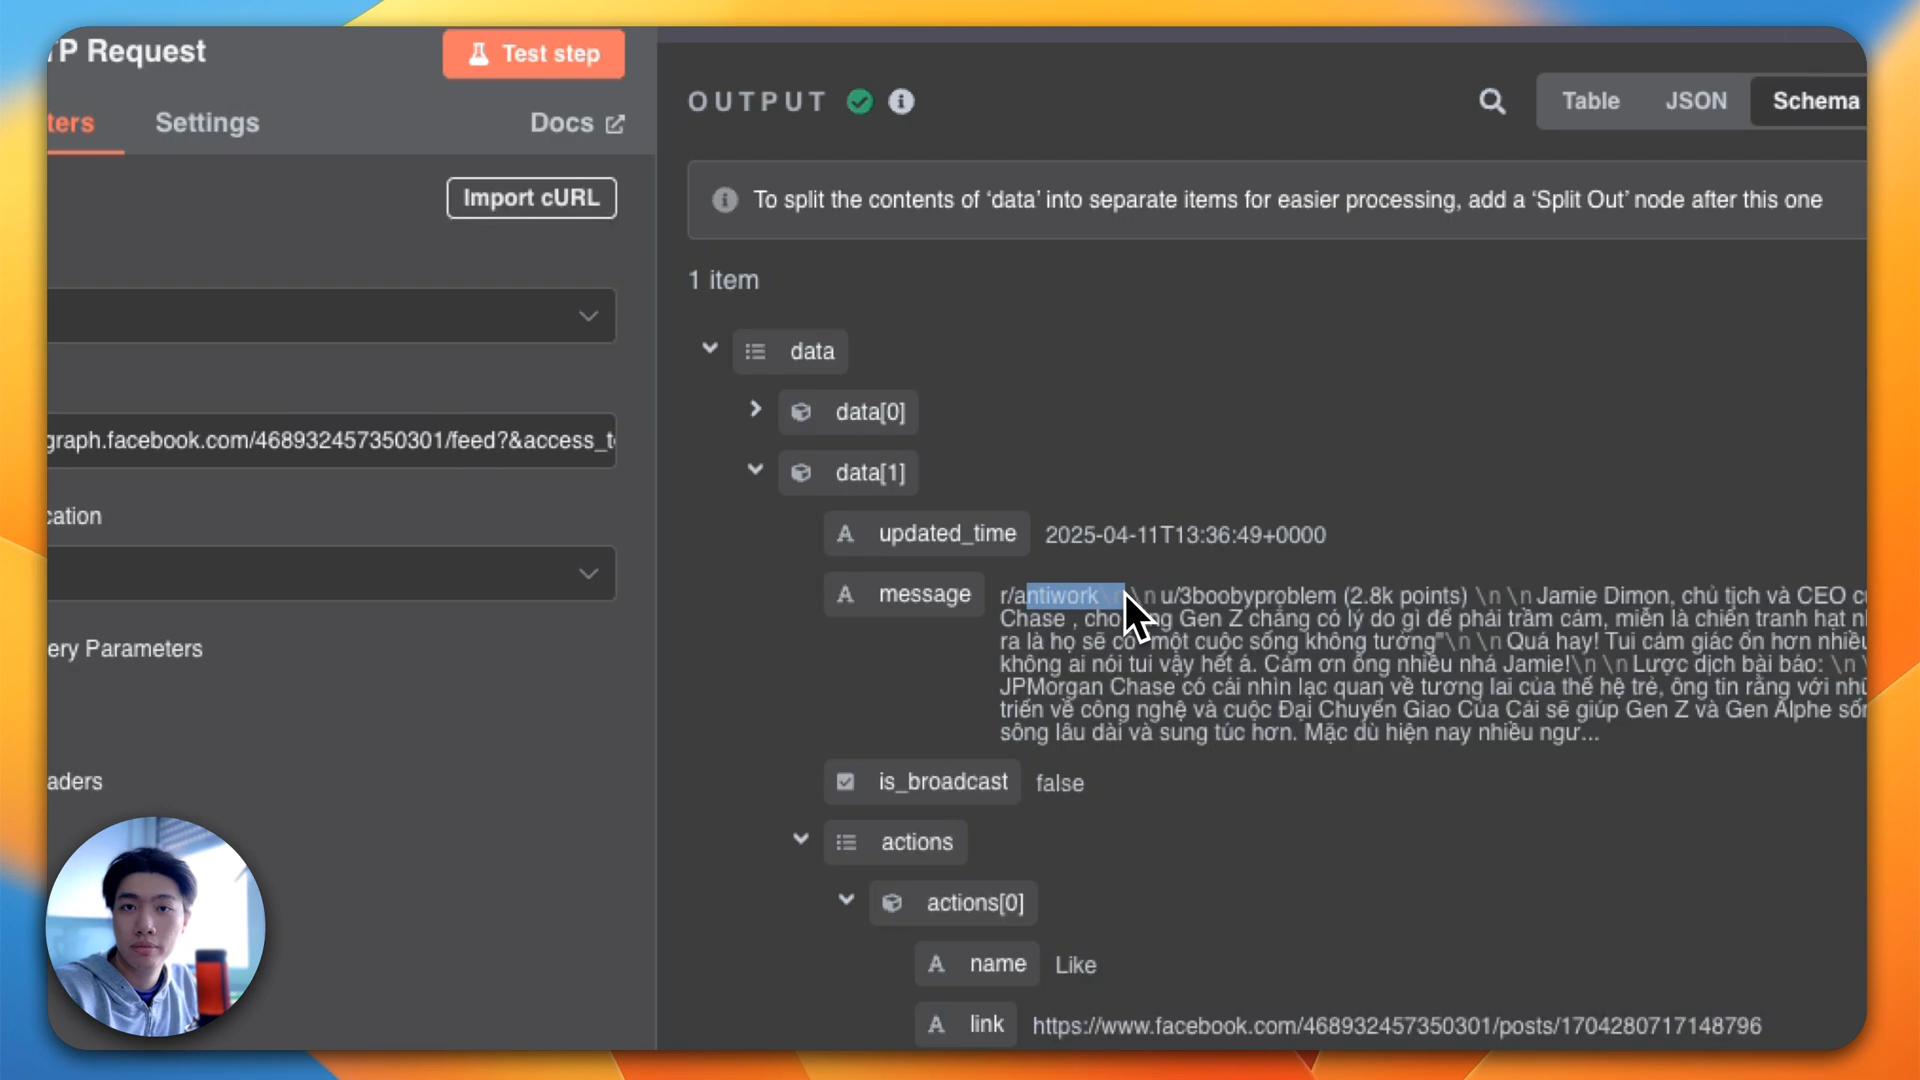 TP Request
Test step
ters
Settings
Docs
Import cURL
graph.facebook.com/468932457350301/feed?&access_t
cation
ery Parameters
aders
OUTPUT
Table
JSON
Schema
To split the contents of ‘data’ into separate items for easier processing, add a ‘Split Out’ node after this one
1 item
data
data[0]
data[1]
A updated_time 2025-04-11T13:36:49+0000
A message
r/antiwork \n \n u/3boobyproblem (2.8k points) \n \n Jamie Dimon, chủ tịch và CEO c
Chase , cho ng Gen Z chẳng có lý do gì để phải trầm cảm, miễn là chiến tranh hạt n
ra là họ sẽ có "một cuộc sống không tưởng"\n \n Quá hay! Tui cảm giác ổn hơn nhiều
không ai nói tui vậy hết á. Cảm ơn ông nhiều nhá Jamie!\n \n Lược dịch bài báo: \n \
JPMorgan Chase có cái nhìn lạc quan về tương lai của thế hệ trẻ, ông tin rằng với nh
triển về công nghệ và cuộc Đại Chuyển Giao Của Cải sẽ giúp Gen Z và Gen Alphe số
sông lâu dài và sung túc hơn. Mặc dù hiện nay nhiều ngư...
is_broadcast false
actions
actions[0]
A name Like
A link https://www.facebook.com/468932457350301/posts/1704280717148796